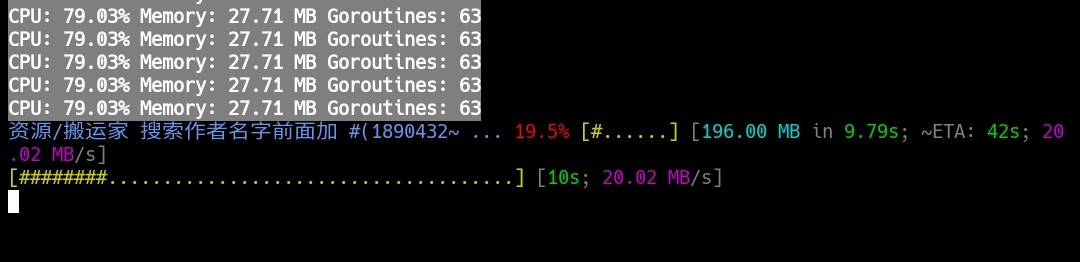 CPU: 79.03% Memory: 27.71 MB Goroutines: 63
CPU: 79.03% Memory: 27.71 MB Goroutines: 63
CPU: 79.03% Memory: 27.71 MB Goroutines: 63
CPU: 79.03% Memory: 27.71 MB Goroutines: 63
CPU: 79.03% Memory: 27.71 MB Goroutines: 63
资源/搬运家 搜索作者名字前面加 #(1890432~ ... 19.5% [#......] [196.00 MB in 9.79s; ~ETA: 42s; 20
.02 MB/s]
[########.....................................] [10s; 20.02 MB/s]